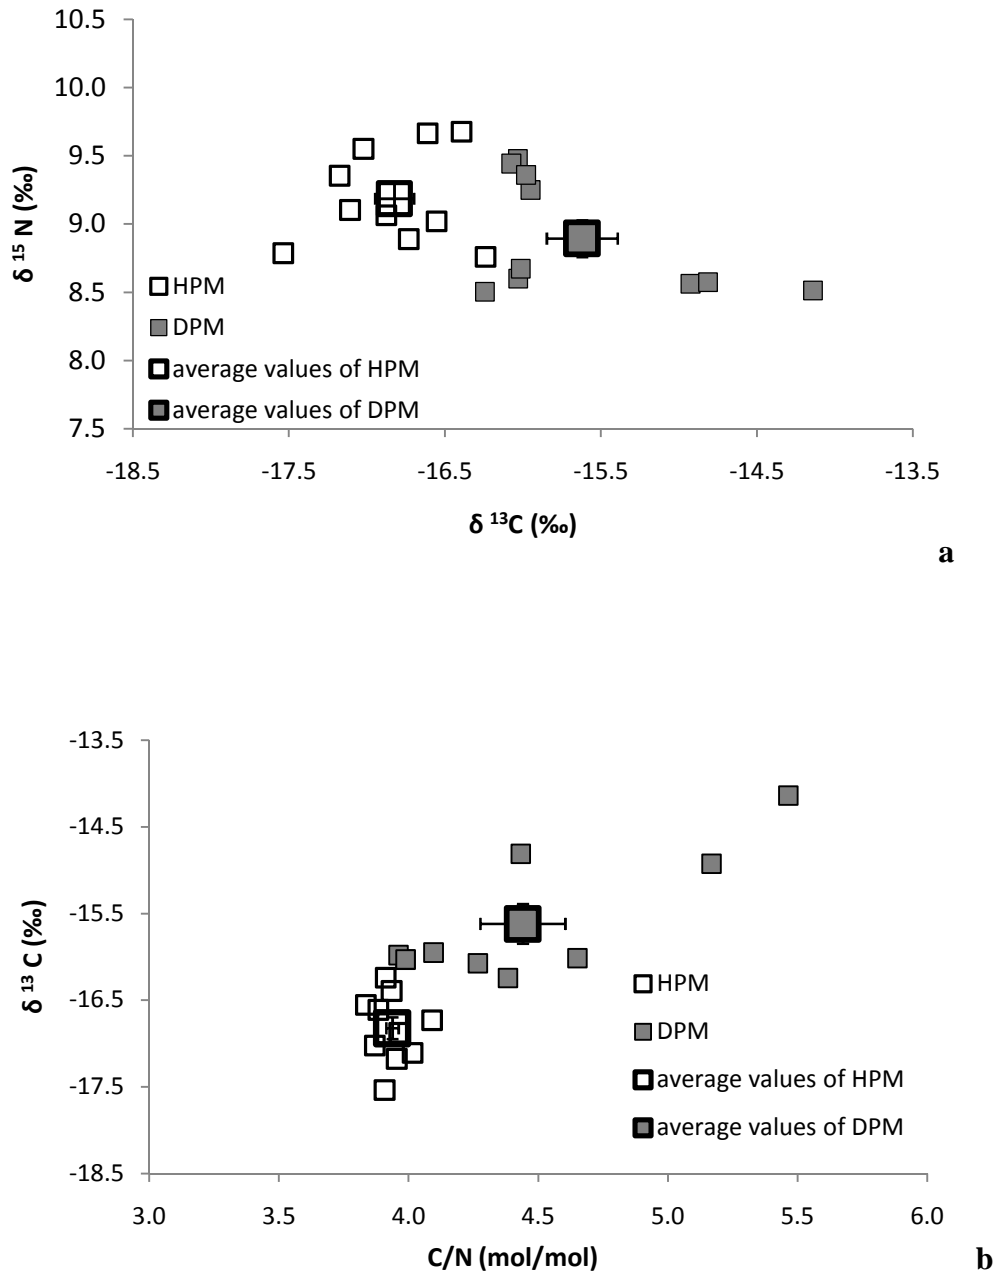 10.5
10.0
9.5
9.0
8.5
8.0
7.5
δ ¹⁵ N (‰)
HPM
DPM
average values of HPM
average values of DPM
-18.5 -17.5 -16.5 -15.5 -14.5 -13.5
δ ¹³C (‰)
a
-13.5
-14.5
-15.5
-16.5
-17.5
-18.5
δ ¹³ C (‰)
HPM
DPM
average values of HPM
average values of DPM
3.0 3.5 4.0 4.5 5.0 5.5 6.0
C/N (mol/mol)
b